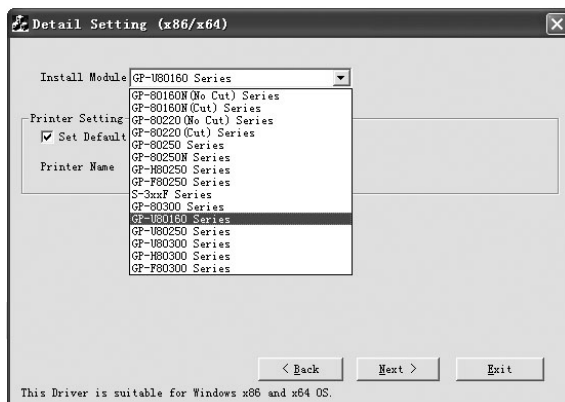 Detail Setting (x86/x64)
Install Module GP-U80160 Series
GP-80160N(No Cut) Series
GP-80160N(Cut) Series
Printer Setting GP-80220(No Cut) Series
Set Default GP-80220(Cut) Series
GP-80250 Series
GP-80250N Series
Printer Name GP-H80250 Series
GP-F80250 Series
S-3xxF Series
GP-80300 Series
GP-U80160 Series
GP-U80250 Series
GP-U80300 Series
GP-H80300 Series
GP-F80300 Series
< Back Next > Exit
This Driver is suitable for Windows x86 and x64 OS.